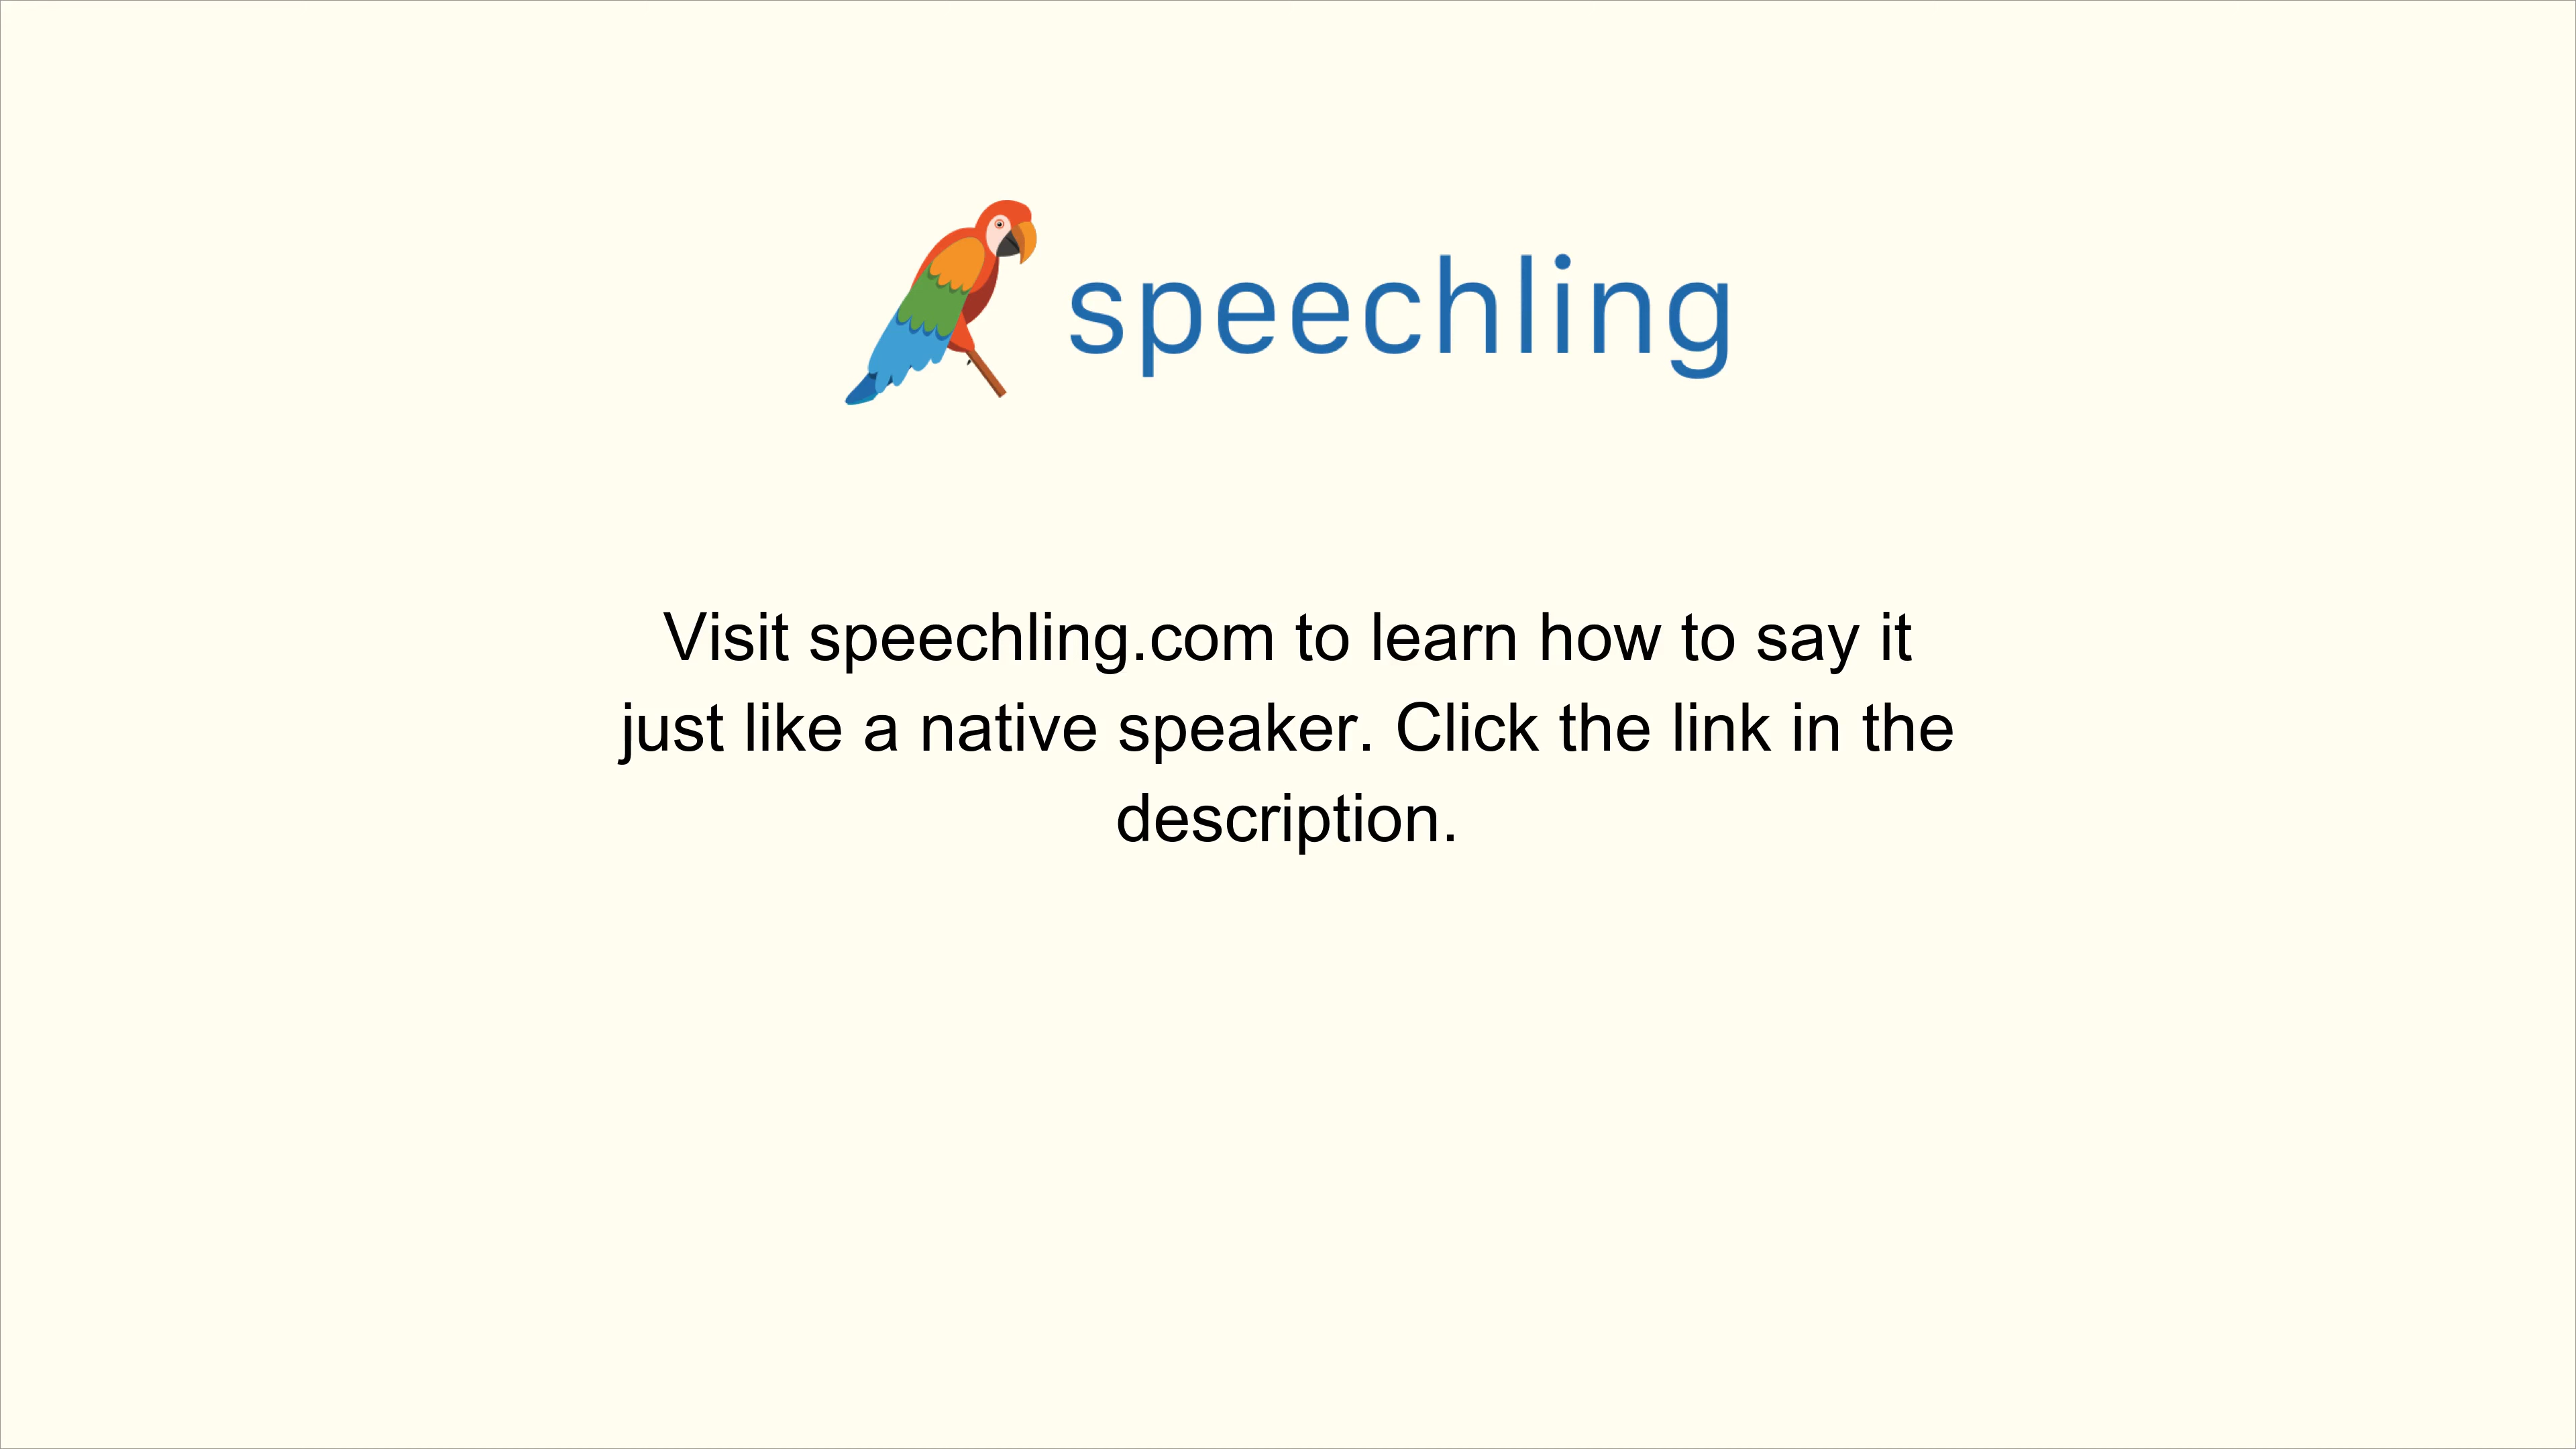 speechling
Visit speechling.com to learn how to say it
just like a native speaker. Click the link in the
description.